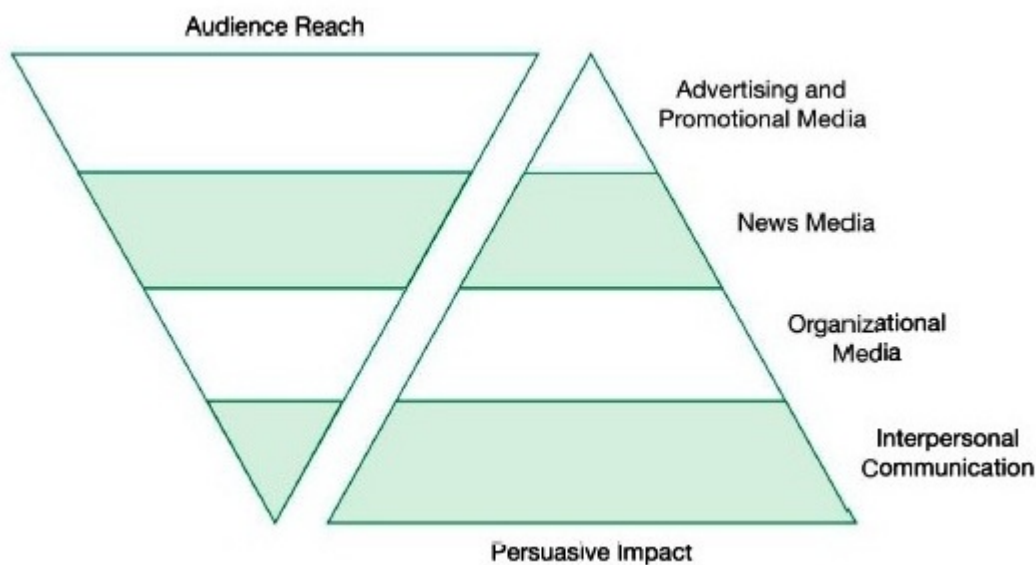 Audience Reach
Advertising and
Promotional Media
News Media
Organizational
Media
Interpersonal
Communication
Persuasive Impact